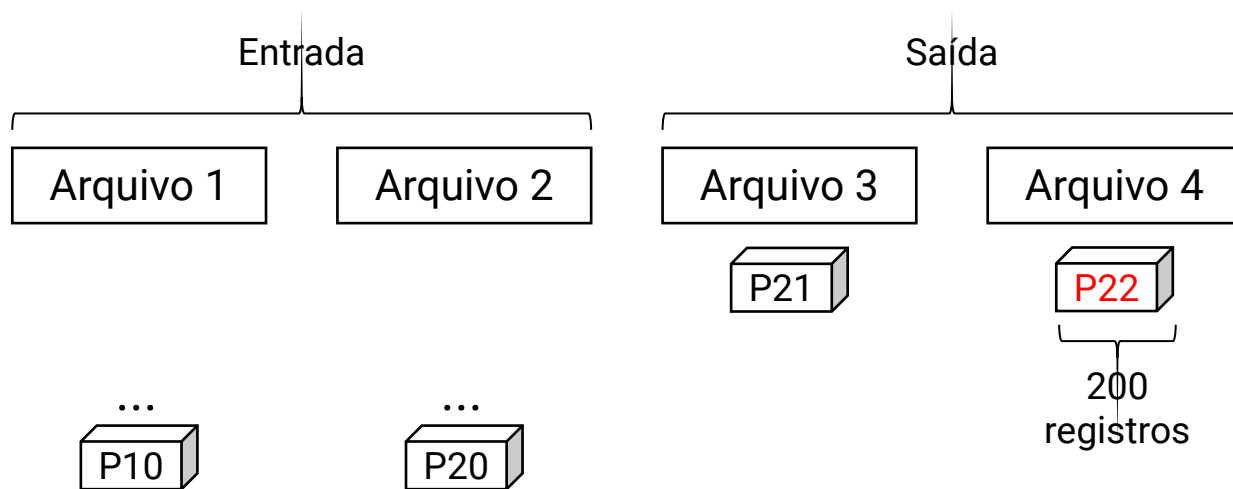 Entrada
Saída
Arquivo 1
Arquivo 2
Arquivo 3
Arquivo 4
P21
P22
200
registros
...
...
P10
P20